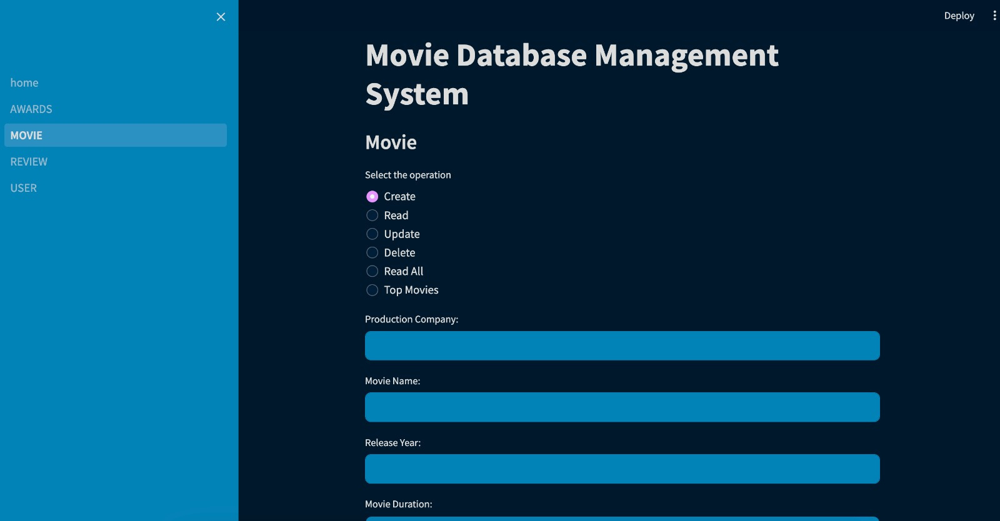 Deploy
home
AWARDS
MOVIE
REVIEW
USER
Movie Database Management
System
Movie
Select the operation
Create
Read
Update
Delete
Read All
Top Movies
Production Company:
Movie Name:
Release Year:
Movie Duration: